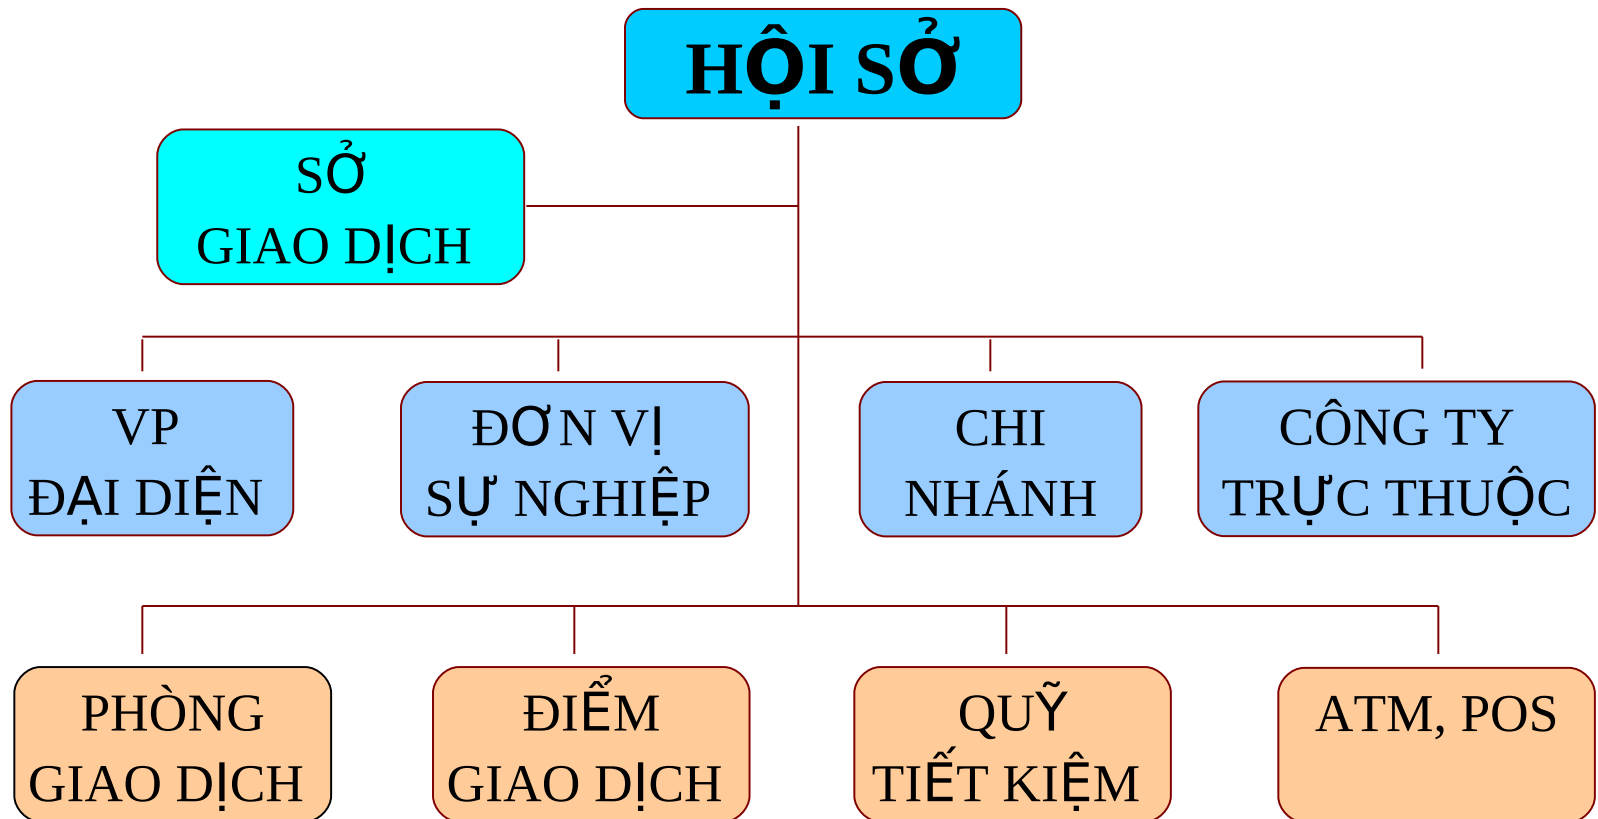 HỘI SỞ
SỞ
GIAO DỊCH
VP
ĐẠI DIỆN
ĐƠN VỊ
SỰ NGHIỆP
CHI
NHÁNH
CÔNG TY
TRỰC THUỘC
PHÒNG
GIAO DỊCH
ĐIỂM
GIAO DỊCH
QUỸ
TIẾT KIỆM
ATM, POS